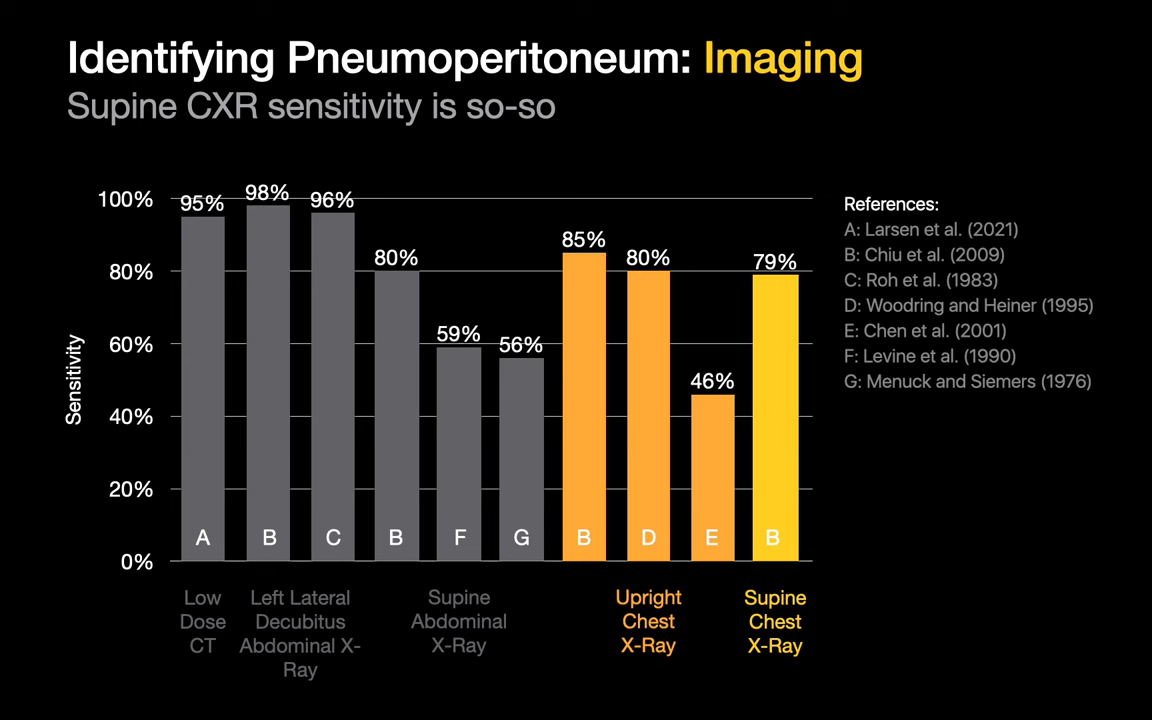 Identifying Pneumoperitoneum: Imaging
Supine CXR sensitivity is so-so
Sensitivity
100%
80%
60%
40%
20%
0%
95%
98%
96%
80%
59%
56%
85%
80%
46%
79%
A
B
C
B
F
G
B
D
E
B
Low
Dose
CT
Left Lateral
Decubitus
Abdominal X-
Ray
Supine
Abdominal
X-Ray
Upright
Chest
X-Ray
Supine
Chest
X-Ray
References:
A: Larsen et al. (2021)
B: Chiu et al. (2009)
C: Roh et al. (1983)
D: Woodring and Heiner (1995)
E: Chen et al. (2001)
F: Levine et al. (1990)
G: Menuck and Siemers (1976)